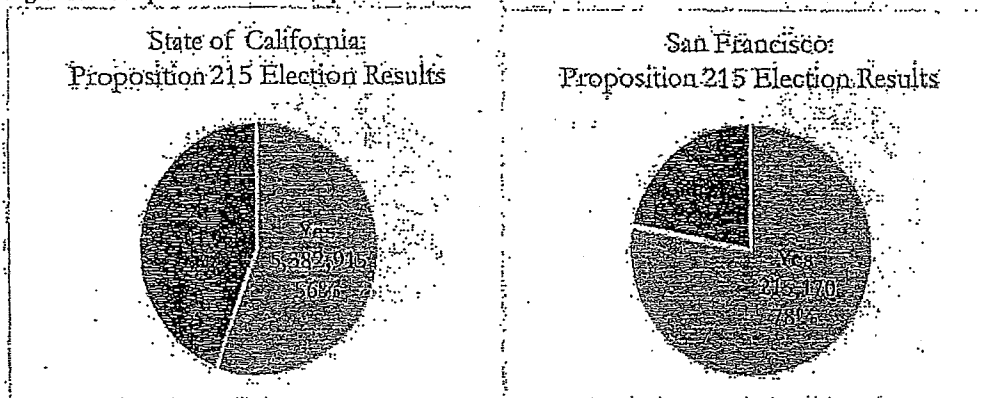 State of California:
Proposition 215 Election Results
Yes
5,382,915
56%
San Francisco:
Proposition 215 Election Results
Yes
215,170
78%